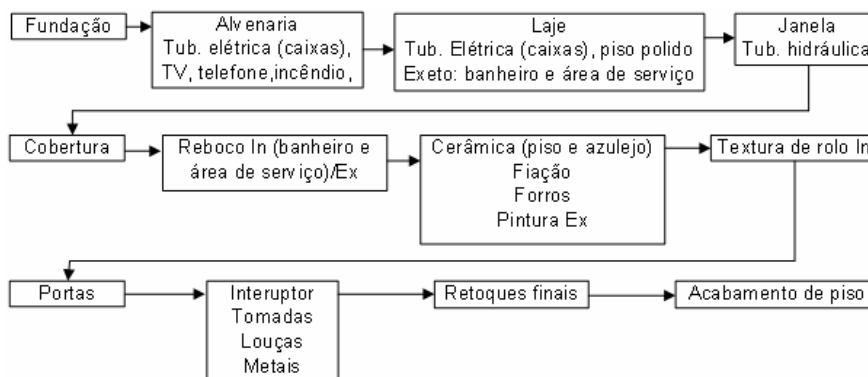 Fundação
Alvenaria
Tub. elétrica (caixas),
TV, telefone,incêndio,
Laje
Tub. Elétrica (caixas), piso polido
Exeto: banheiro e área de serviço
Janela
Tub. hidráulica
Cobertura
Reboco In (banheiro e
área de serviço)/Ex
Cerâmica (piso e azulejo)
Fiação
Forros
Pintura Ex
Textura de rolo In
Portas
Interuptor
Tomadas
Louças
Metais
Retoques finais
Acabamento de piso